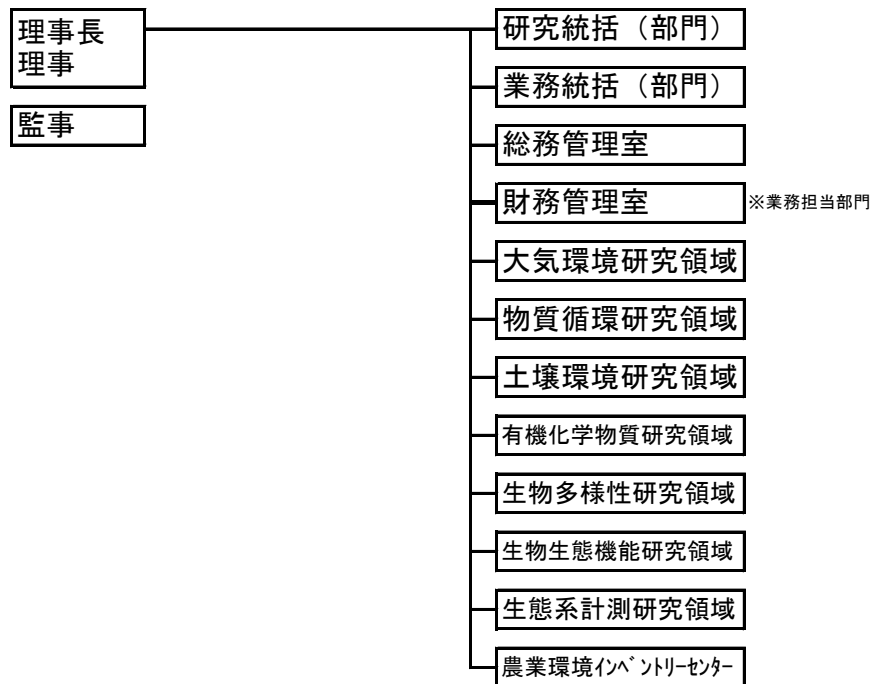 理事長
理事
監事
研究統括（部門）
業務統括（部門）
総務管理室
財務管理室
※業務担当部門
大気環境研究領域
物質循環研究領域
土壌環境研究領域
有機化学物質研究領域
生物多様性研究領域
生物生態機能研究領域
生態系計測研究領域
農業環境ｲﾝﾍﾞﾝﾄﾘｰｾﾝﾀｰ